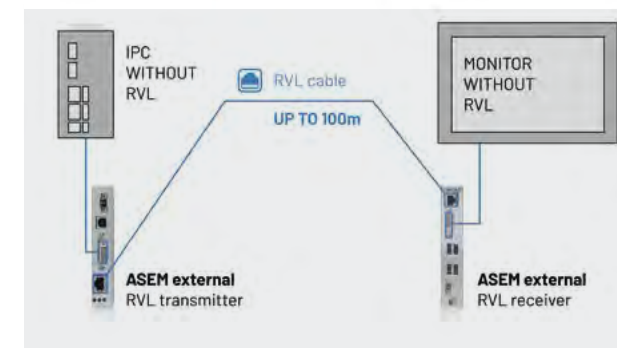 IPC
WITHOUT
RVL
RVL cable
UP TO 100m
MONITOR
WITHOUT
RVL
ASEM external
RVL transmitter
ASEM external
RVL receiver